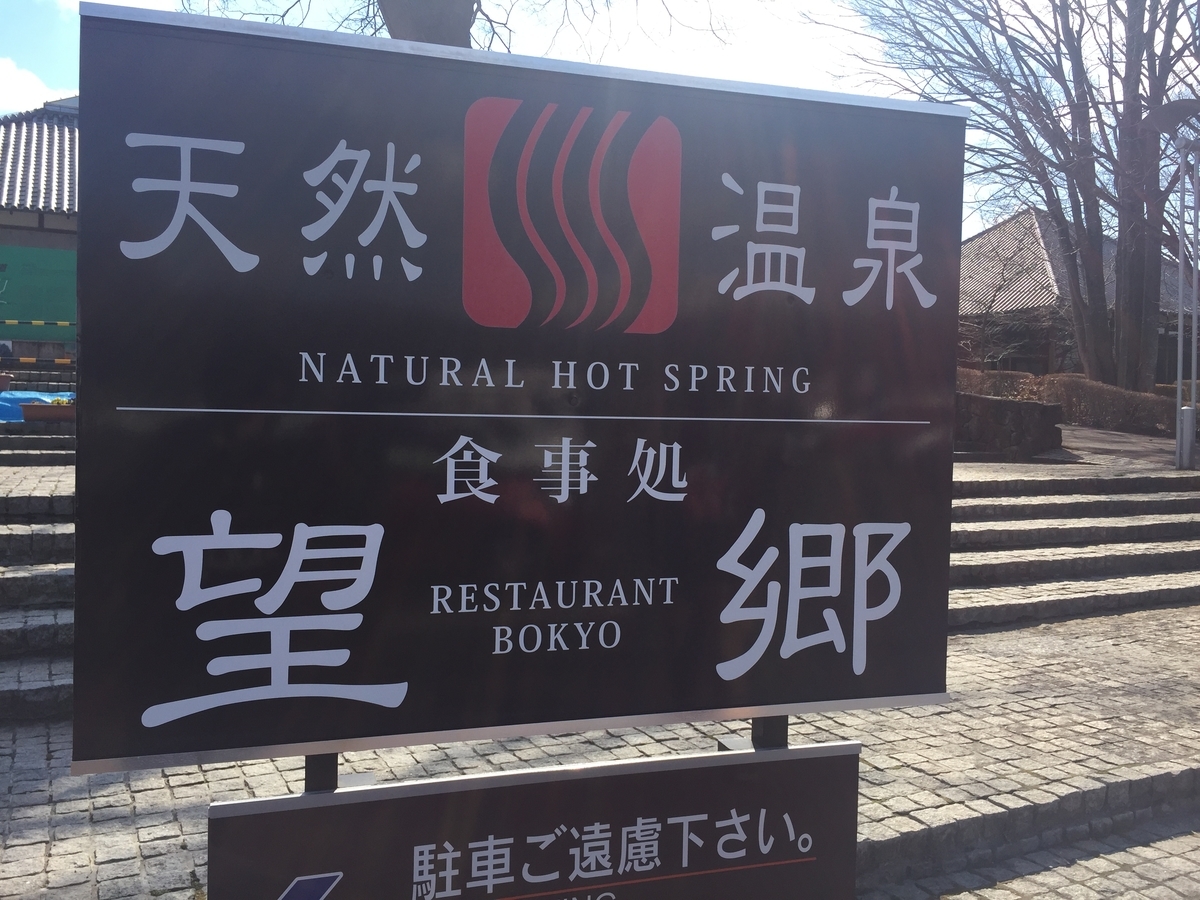 天然 温泉
NATURAL HOT SPRING
食事処
望郷
RESTAURANT
BOKYO
駐車ご遠慮下さい。